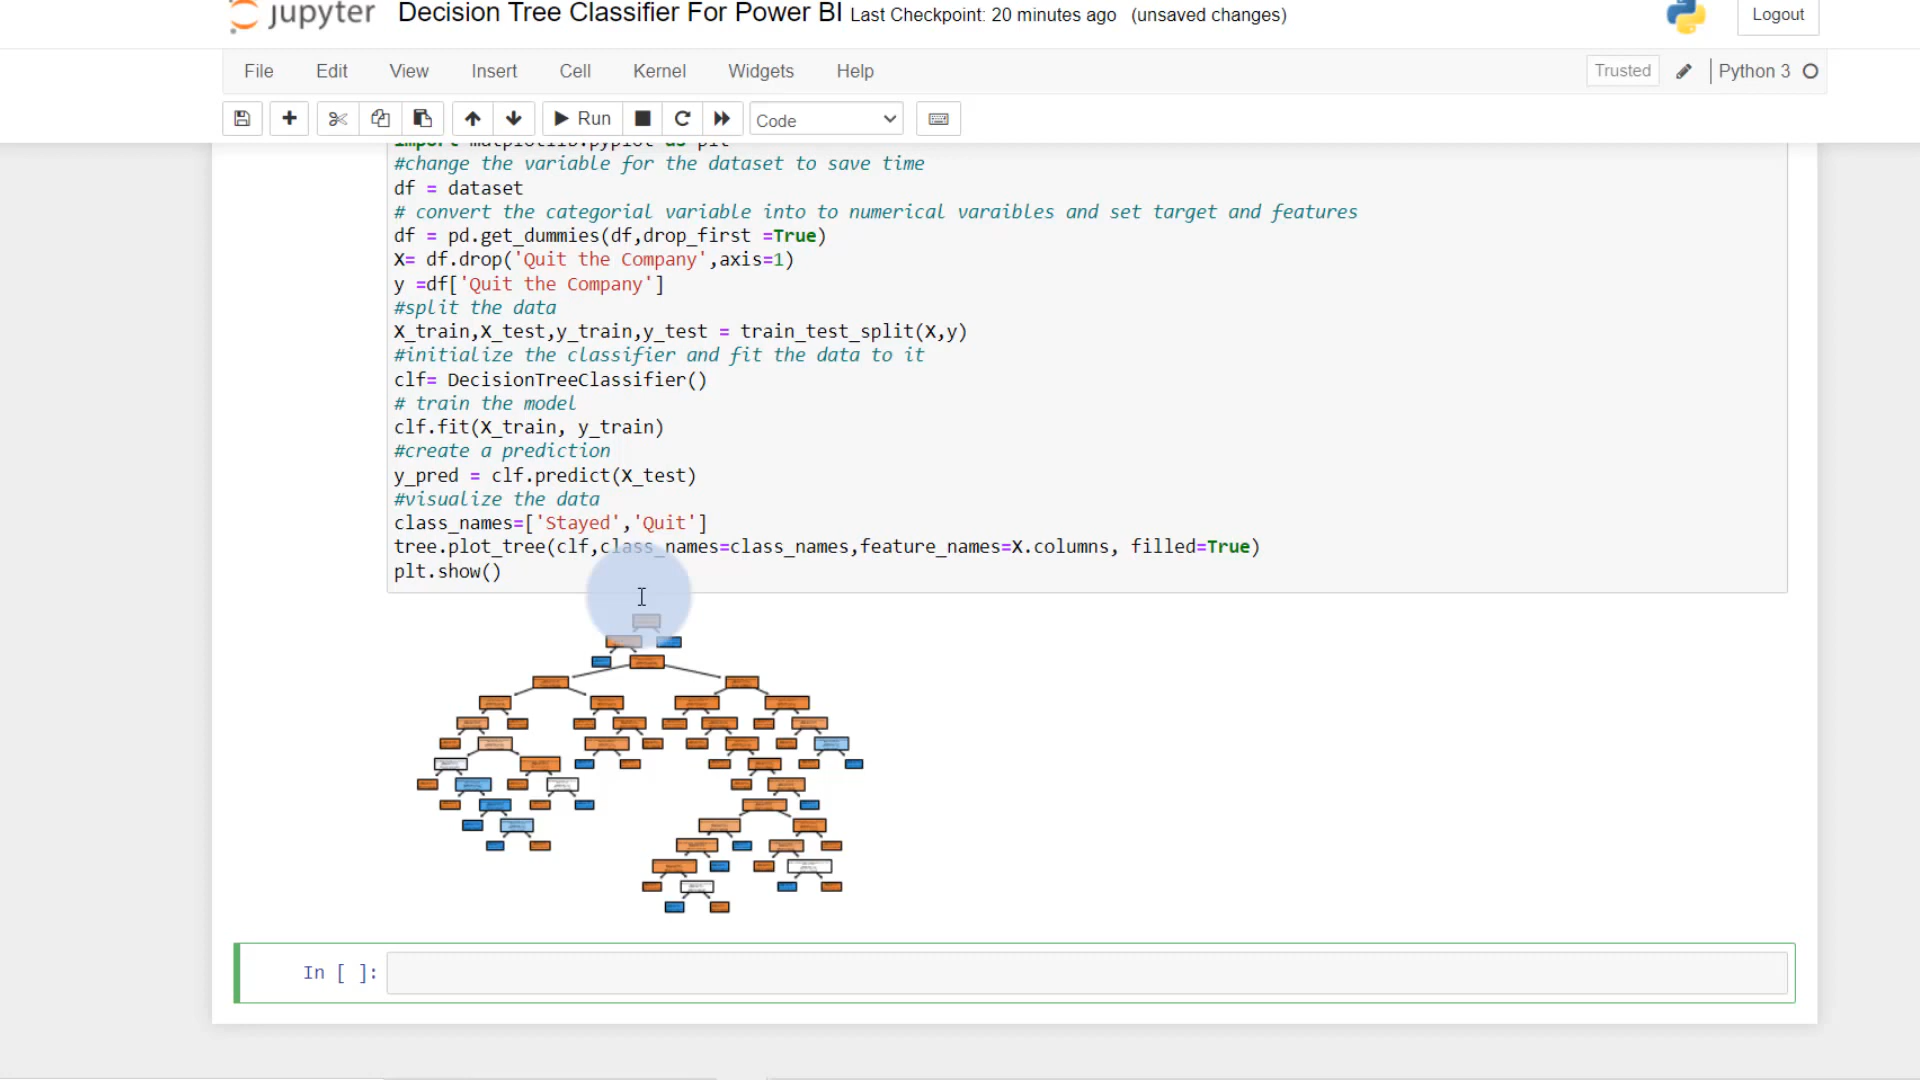 jupyter Decision Tree Classifier For Power BI Last Checkpoint: 20 minutes ago (unsaved changes) Logout
File Edit View Insert Cell Kernel Widgets Help Trusted Python 3
Run Code
import matplotlib.pyplot as plt
#change the variable for the dataset to save time
df = dataset
# convert the categorial variable into to numerical varaibles and set target and features
df = pd.get_dummies(df,drop_first =True)
X= df.drop('Quit the Company',axis=1)
y =df['Quit the Company']
#split the data
X_train,X_test,y_train,y_test = train_test_split(X,y)
#initialize the classifier and fit the data to it
clf= DecisionTreeClassifier()
# train the model
clf.fit(X_train, y_train)
#create a prediction
y_pred = clf.predict(X_test)
#visualize the data
class_names=['Stayed','Quit']
tree.plot_tree(clf,class_names=class_names,feature_names=X.columns, filled=True)
plt.show()
In [ ]: